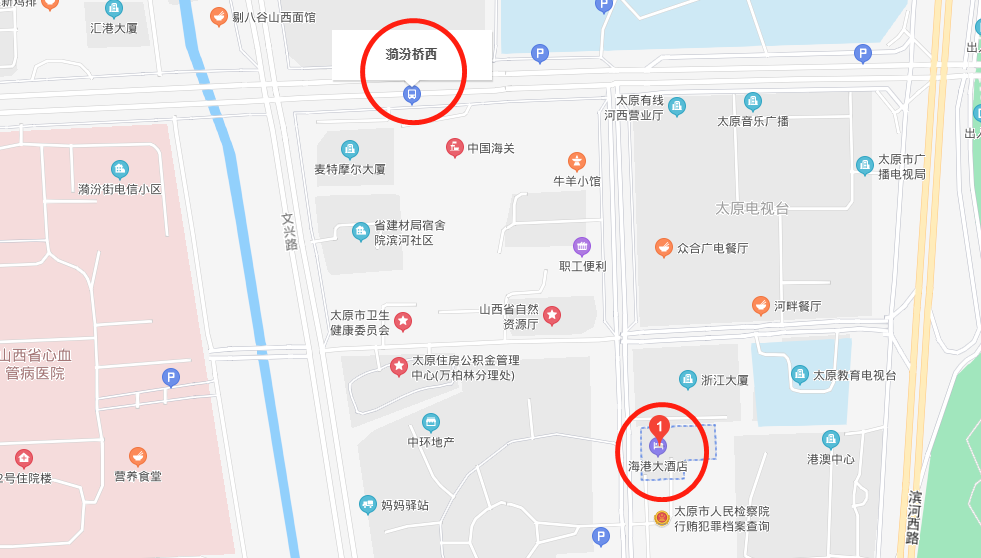 新鸡排
汇港大厦
剔八谷山西面馆
漪汾桥西
太原有线
河西营业厅
太原音乐广播
麦特摩尔大厦
中国海关
牛羊小馆
太原市广
播电视局
漪汾街电信小区
文兴路
省建材局宿舍
院滨河社区
太原电视台
众合广电餐厅
职工便利
河畔餐厅
太原市卫生
健康委员会
山西省自然
资源厅
山西省心血
管病医院
太原住房公积金管理
中心(万柏林分理处)
浙江大厦
太原教育电视台
中环地产
1
海港大酒店
港澳中心
2号住院楼
营养食堂
妈妈驿站
太原市人民检察院
行贿犯罪档案查询
滨河西路
P
P
P
P
P
出
出入